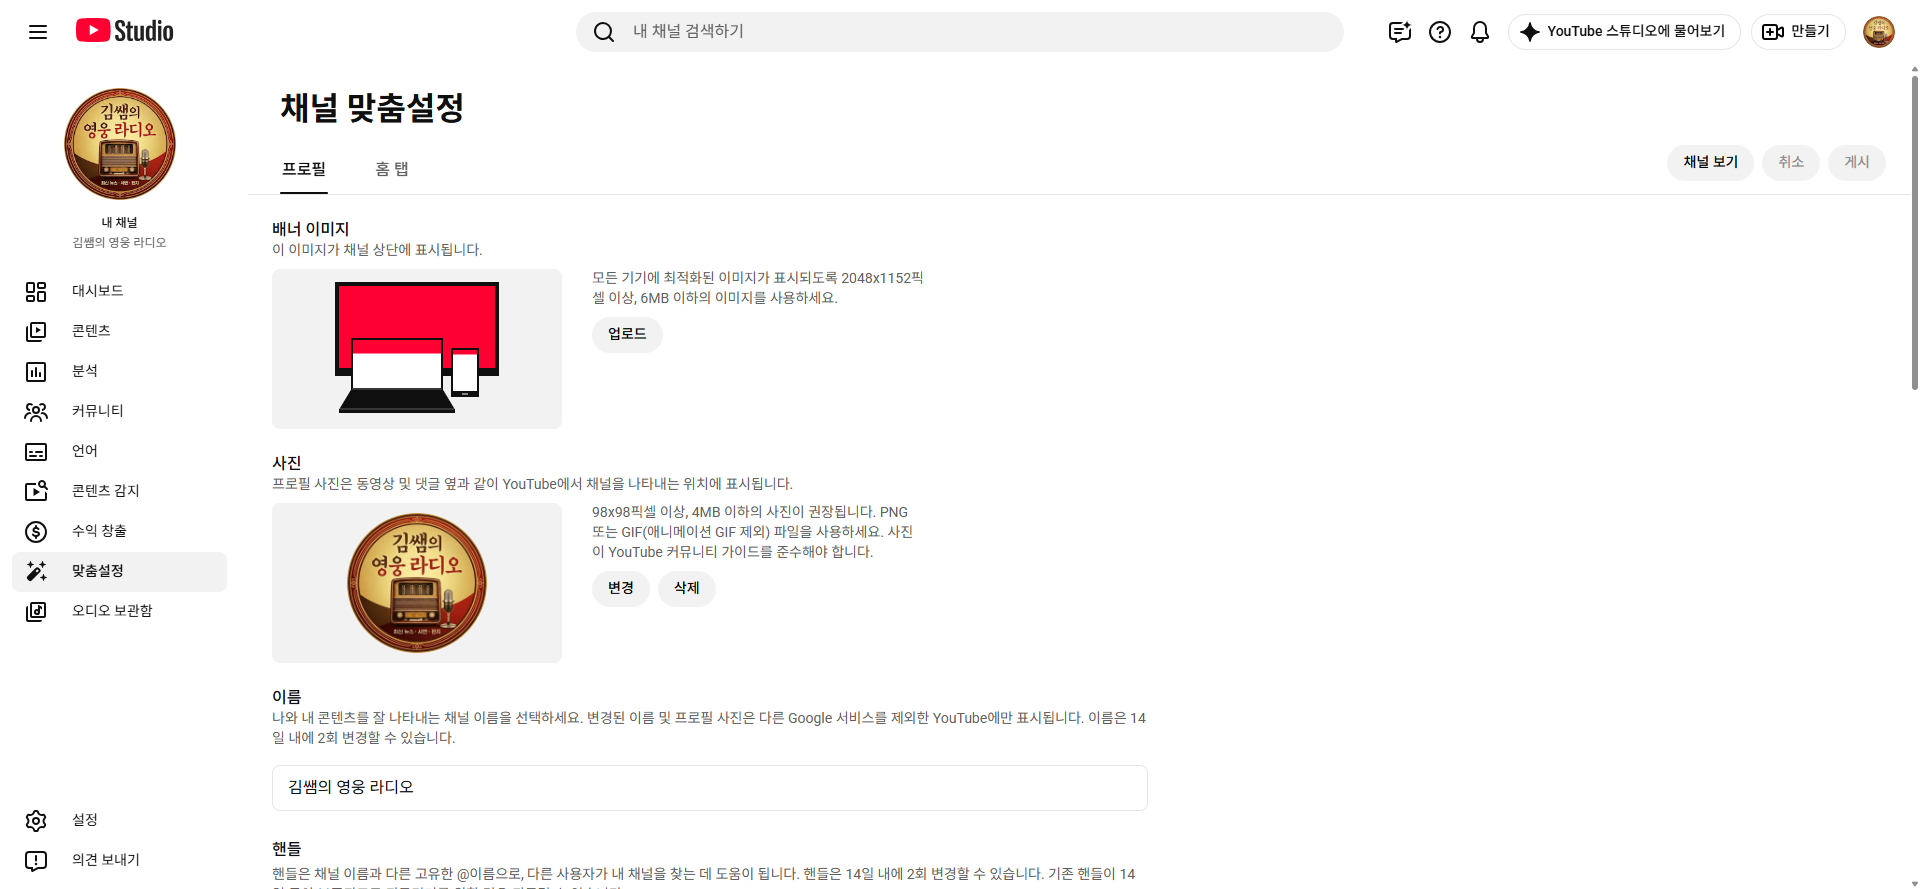 Studio
내 채널 검색하기
YouTube 스튜디오에 물어보기
만들기
김쌤의
영웅 라디오
최신 뉴스 · 사연 · 편지
내 채널
김쌤의 영웅 라디오
대시보드
콘텐츠
분석
커뮤니티
언어
콘텐츠 감지
수익 창출
맞춤설정
오디오 보관함
설정
의견 보내기
채널 맞춤설정
프로필
홈 탭
채널 보기
취소
게시
배너 이미지
이 이미지가 채널 상단에 표시됩니다.
모든 기기에 최적화된 이미지가 표시되도록 2048x1152픽
셀 이상, 6MB 이하의 이미지를 사용하세요.
업로드
사진
프로필 사진은 동영상 및 댓글 옆과 같이 YouTube에서 채널을 나타내는 위치에 표시됩니다.
김쌤의
영웅 라디오
최신 뉴스 · 사연 · 편지
98x98픽셀 이상, 4MB 이하의 사진이 권장됩니다. PNG
또는 GIF(애니메이션 GIF 제외) 파일을 사용하세요. 사진
이 YouTube 커뮤니티 가이드를 준수해야 합니다.
변경
삭제
이름
나와 내 콘텐츠를 잘 나타내는 채널 이름을 선택하세요. 변경된 이름 및 프로필 사진은 다른 Google 서비스를 제외한 YouTube에만 표시됩니다. 이름은 14
일 내에 2회 변경할 수 있습니다.
김쌤의 영웅 라디오
핸들
핸들은 채널 이름과 다른 고유한 @이름으로, 다른 사용자가 내 채널을 찾는 데 도움이 됩니다. 핸들은 14일 내에 2회 변경할 수 있습니다. 기존 핸들이 14